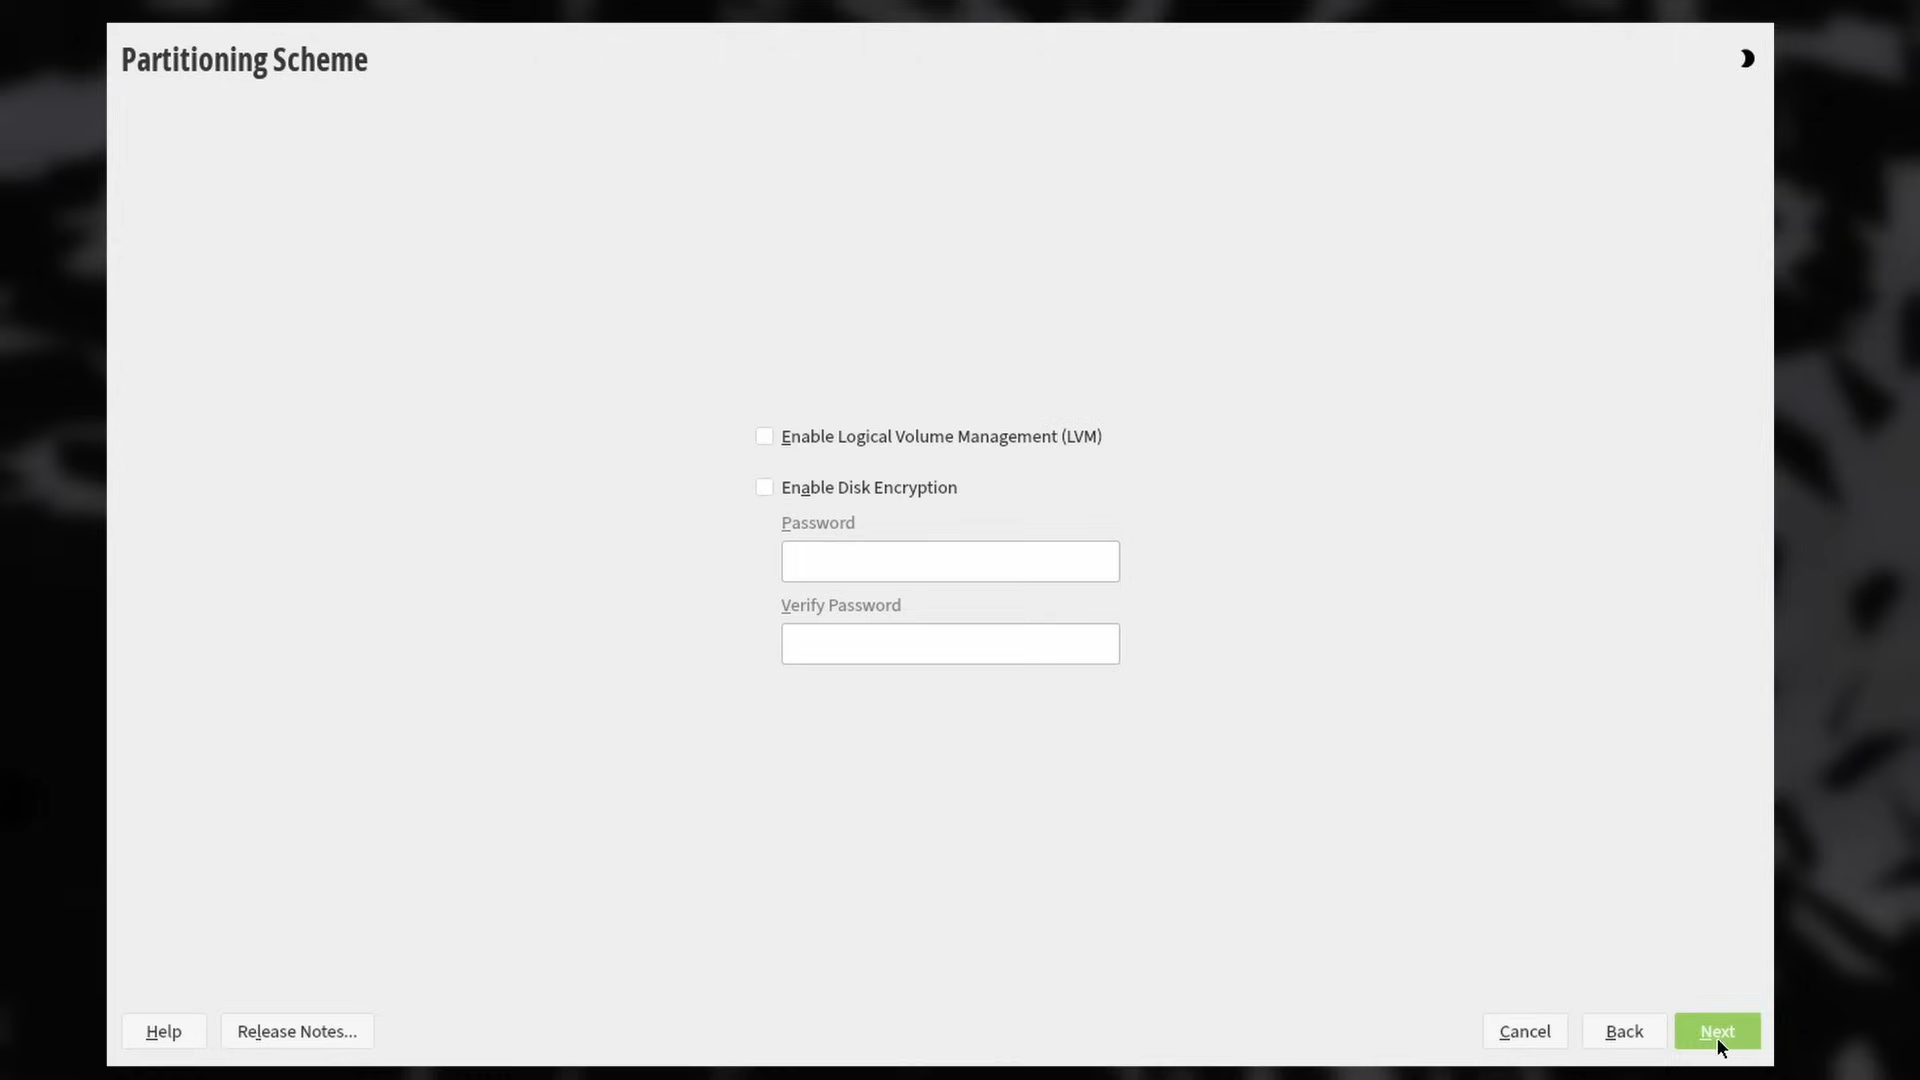 Partitioning Scheme
Enable Logical Volume Management (LVM)
Enable Disk Encryption
Password
Verify Password
Help
Release Notes...
Cancel
Back
Next